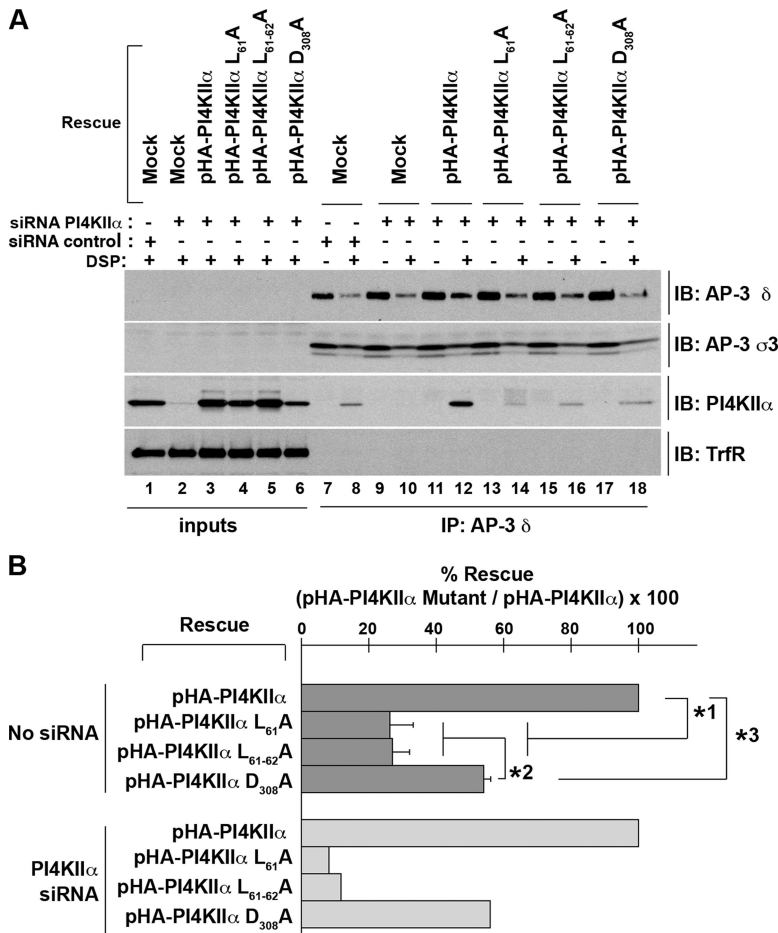 A
Rescue
Mock
Mock
pHA-PI4KIIα
pHA-PI4KIIα L61A
pHA-PI4KIIα L61-62A
pHA-PI4KIIα D308A
Mock
Mock
pHA-PI4KIIα
pHA-PI4KIIα L61A
pHA-PI4KIIα L61-62A
pHA-PI4KIIα D308A
siRNA PI4KIIα : - + + + + + - - + + + + + + + + + +
siRNA control : + - - - - - + + - - - - - - - - - -
DSP: + + + + + + - + - + - + - + - + - +
IB: AP-3 δ
IB: AP-3 σ3
IB: PI4KIIα
IB: TrfR
1 2 3 4 5 6 7 8 9 10 11 12 13 14 15 16 17 18
inputs IP: AP-3 δ
B
% Rescue
(pHA-PI4KIIα Mutant / pHA-PI4KIIα) x 100
Rescue
0 20 40 60 80 100
No siRNA
pHA-PI4KIIα
pHA-PI4KIIα L61A
pHA-PI4KIIα L61-62A
pHA-PI4KIIα D308A
*1
*2
*3
PI4KIIα
siRNA
pHA-PI4KIIα
pHA-PI4KIIα L61A
pHA-PI4KIIα L61-62A
pHA-PI4KIIα D308A